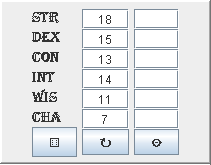 STR 18
DEX 15
CON 13
INT 14
WIS 11
CHA 7